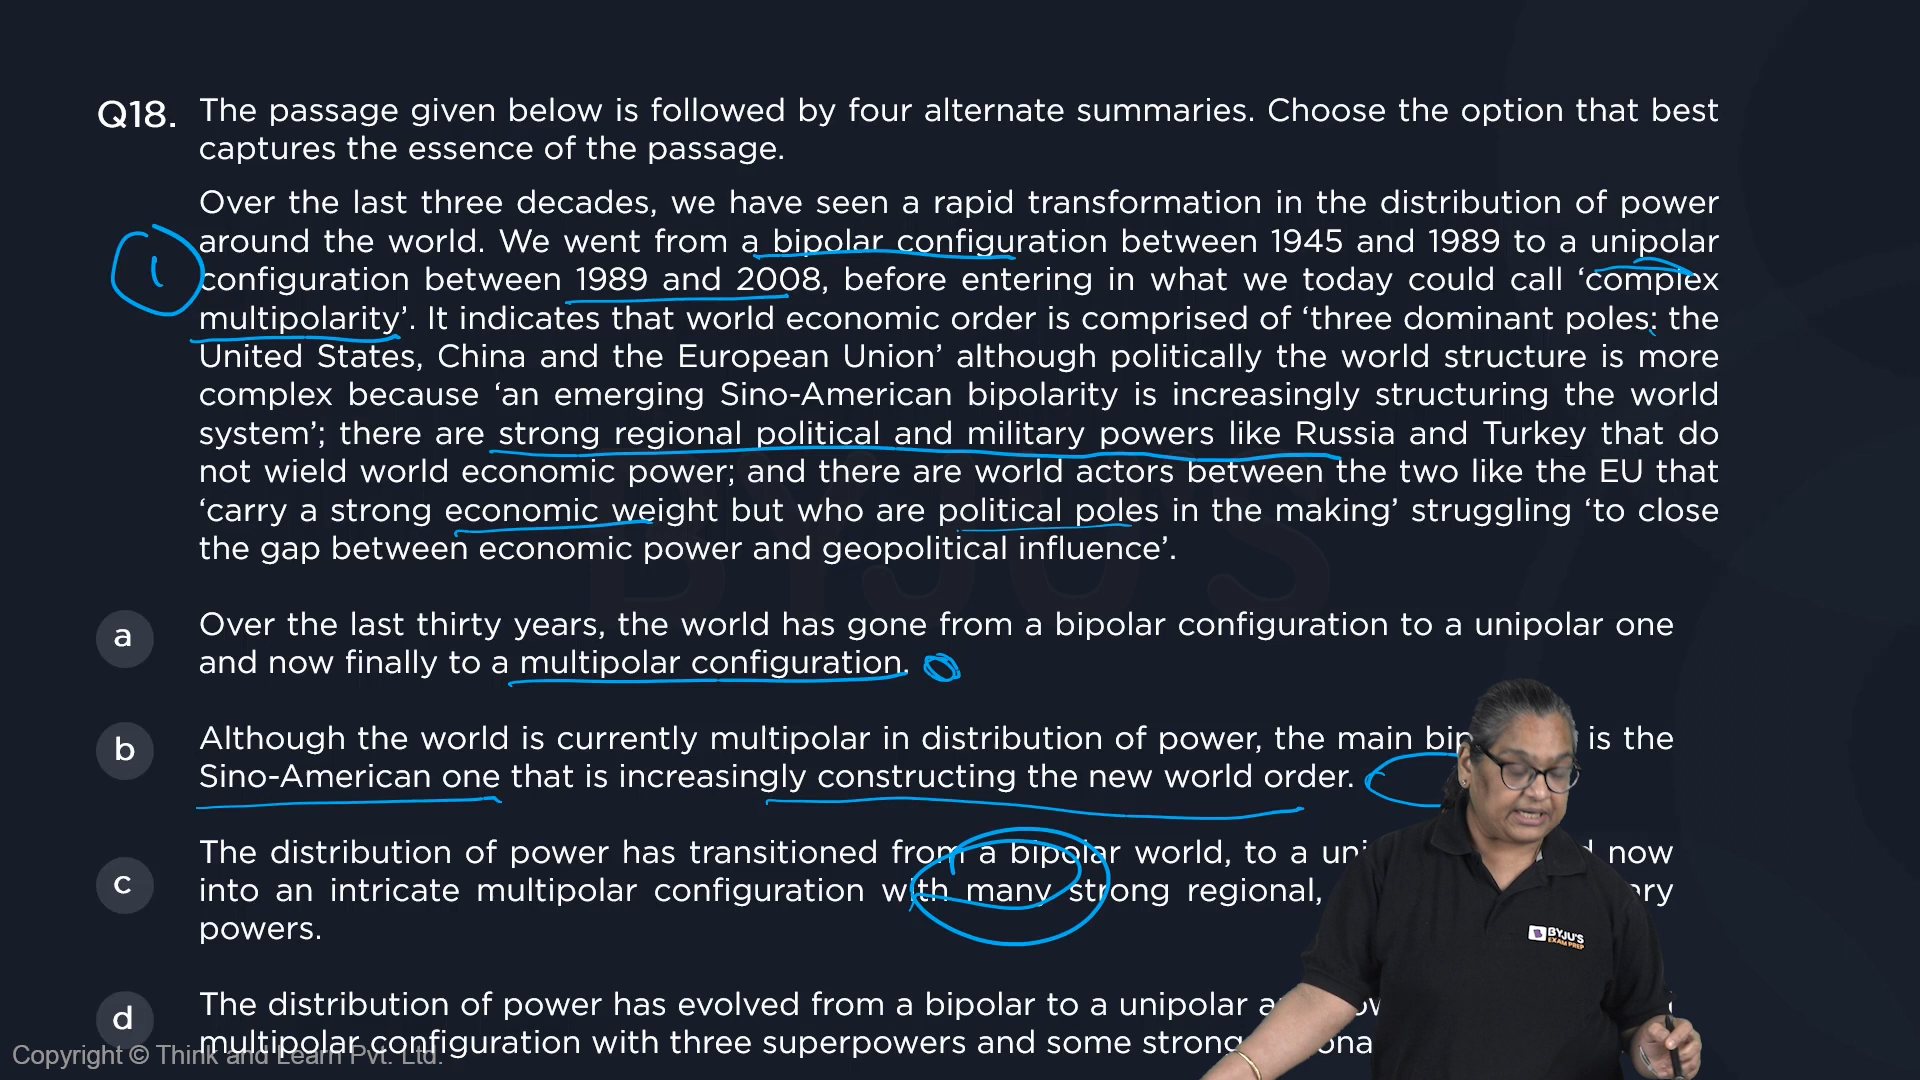 Q18. The passage given below is followed by four alternate summaries. Choose the option that best
captures the essence of the passage.
Over the last three decades, we have seen a rapid transformation in the distribution of power
around the world. We went from a bipolar configuration between 1945 and 1989 to a unipolar
configuration between 1989 and 2008, before entering in what we today could call ‘complex
multipolarity’. It indicates that world economic order is comprised of ‘three dominant poles: the
United States, China and the European Union’ although politically the world structure is more
complex because ‘an emerging Sino-American bipolarity is increasingly structuring the world
system’; there are strong regional political and military powers like Russia and Turkey that do
not wield world economic power; and there are world actors between the two like the EU that
‘carry a strong economic weight but who are political poles in the making’ struggling ‘to close
the gap between economic power and geopolitical influence’.
1
a Over the last thirty years, the world has gone from a bipolar configuration to a unipolar one
and now finally to a multipolar configuration.
b Although the world is currently multipolar in distribution of power, the main is the
Sino-American one that is increasingly constructing the new world order.
c The distribution of power has transitioned from a bipolar world, to a now
into an intricate multipolar configuration with many strong regional,
powers.
d The distribution of power has evolved from a bipolar to a unipolar
multipolar configuration with three superpowers and some strong
BYJU'S
EXAM PREP
Copyright © Think and Learn Pvt. Ltd.